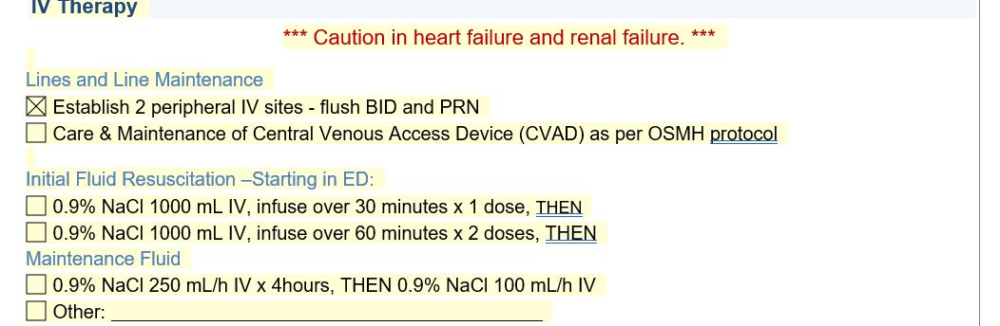 IV Therapy
*** Caution in heart failure and renal failure. ***
Lines and Line Maintenance
☒ Establish 2 peripheral IV sites - flush BID and PRN
☐ Care & Maintenance of Central Venous Access Device (CVAD) as per OSMH protocol
Initial Fluid Resuscitation –Starting in ED:
☐ 0.9% NaCl 1000 mL IV, infuse over 30 minutes x 1 dose, THEN
☐ 0.9% NaCl 1000 mL IV, infuse over 60 minutes x 2 doses, THEN
Maintenance Fluid
☐ 0.9% NaCl 250 mL/h IV x 4hours, THEN 0.9% NaCl 100 mL/h IV
☐ Other: ____________________